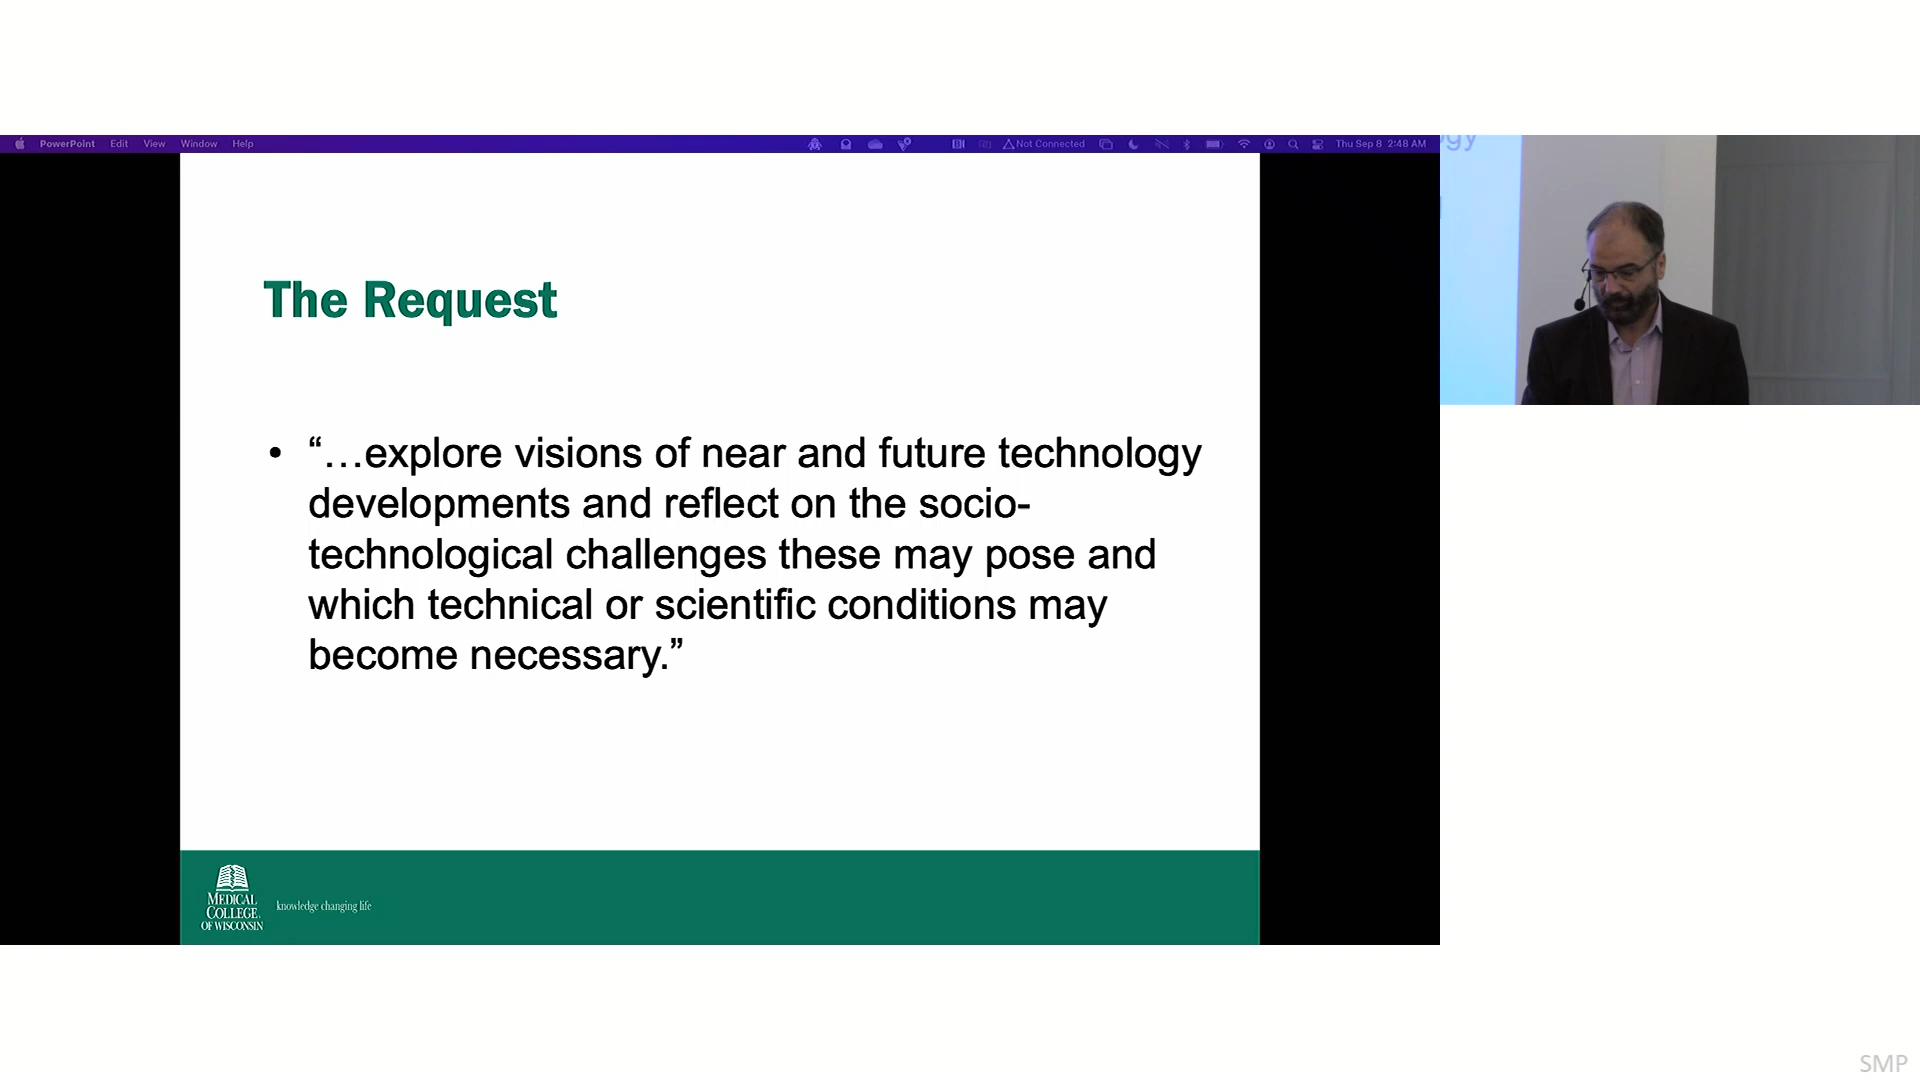 PowerPoint Edit View Window Help
Not Connected
Thu Sep 8 2:48 AM
The Request
• “…explore visions of near and future technology
developments and reflect on the socio-
technological challenges these may pose and
which technical or scientific conditions may
become necessary.”
MEDICAL
COLLEGE
OF WISCONSIN
knowledge changing life
SMP